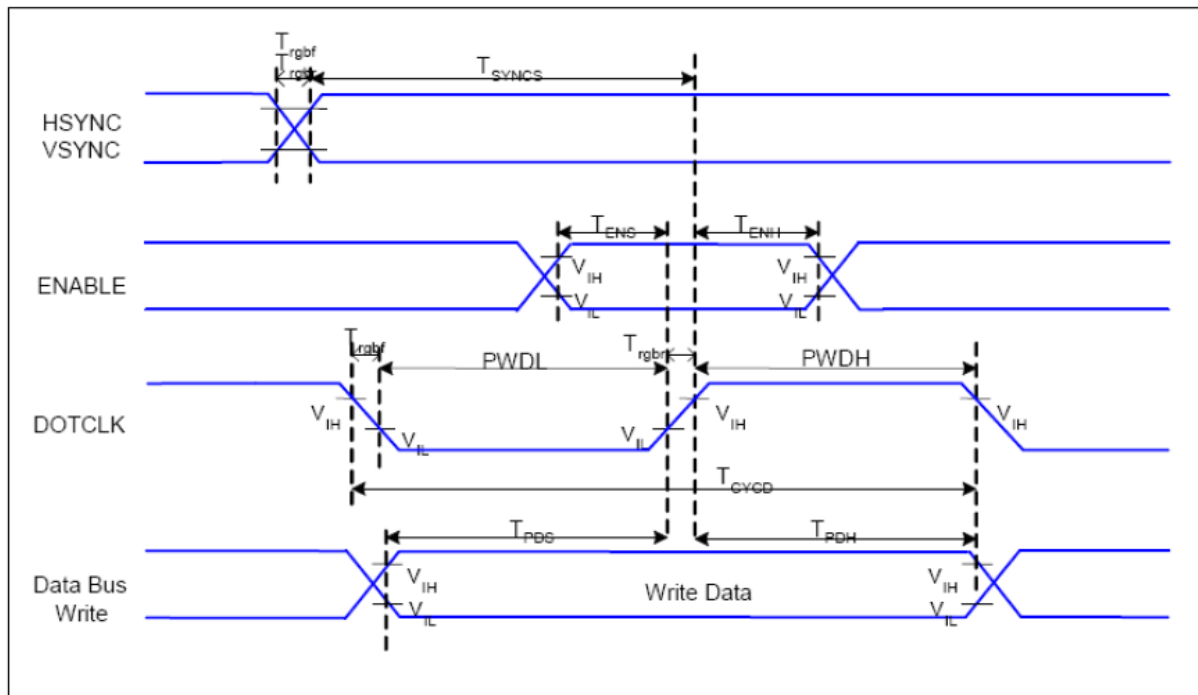 T_rgbf
T_rgbr T_SYNCS
HSYNC
VSYNC
T_ENS T_ENH
V_IH V_IH
ENABLE
V_IL V_IL
T_rgbf PWDL T_rgbr PWDH
V_IH V_IH V_IH
DOTCLK
V_IL V_IL
T_CYCD
T_PDS T_PDH
Data Bus
Write
V_IH Write Data V_IH
V_IL V_IL